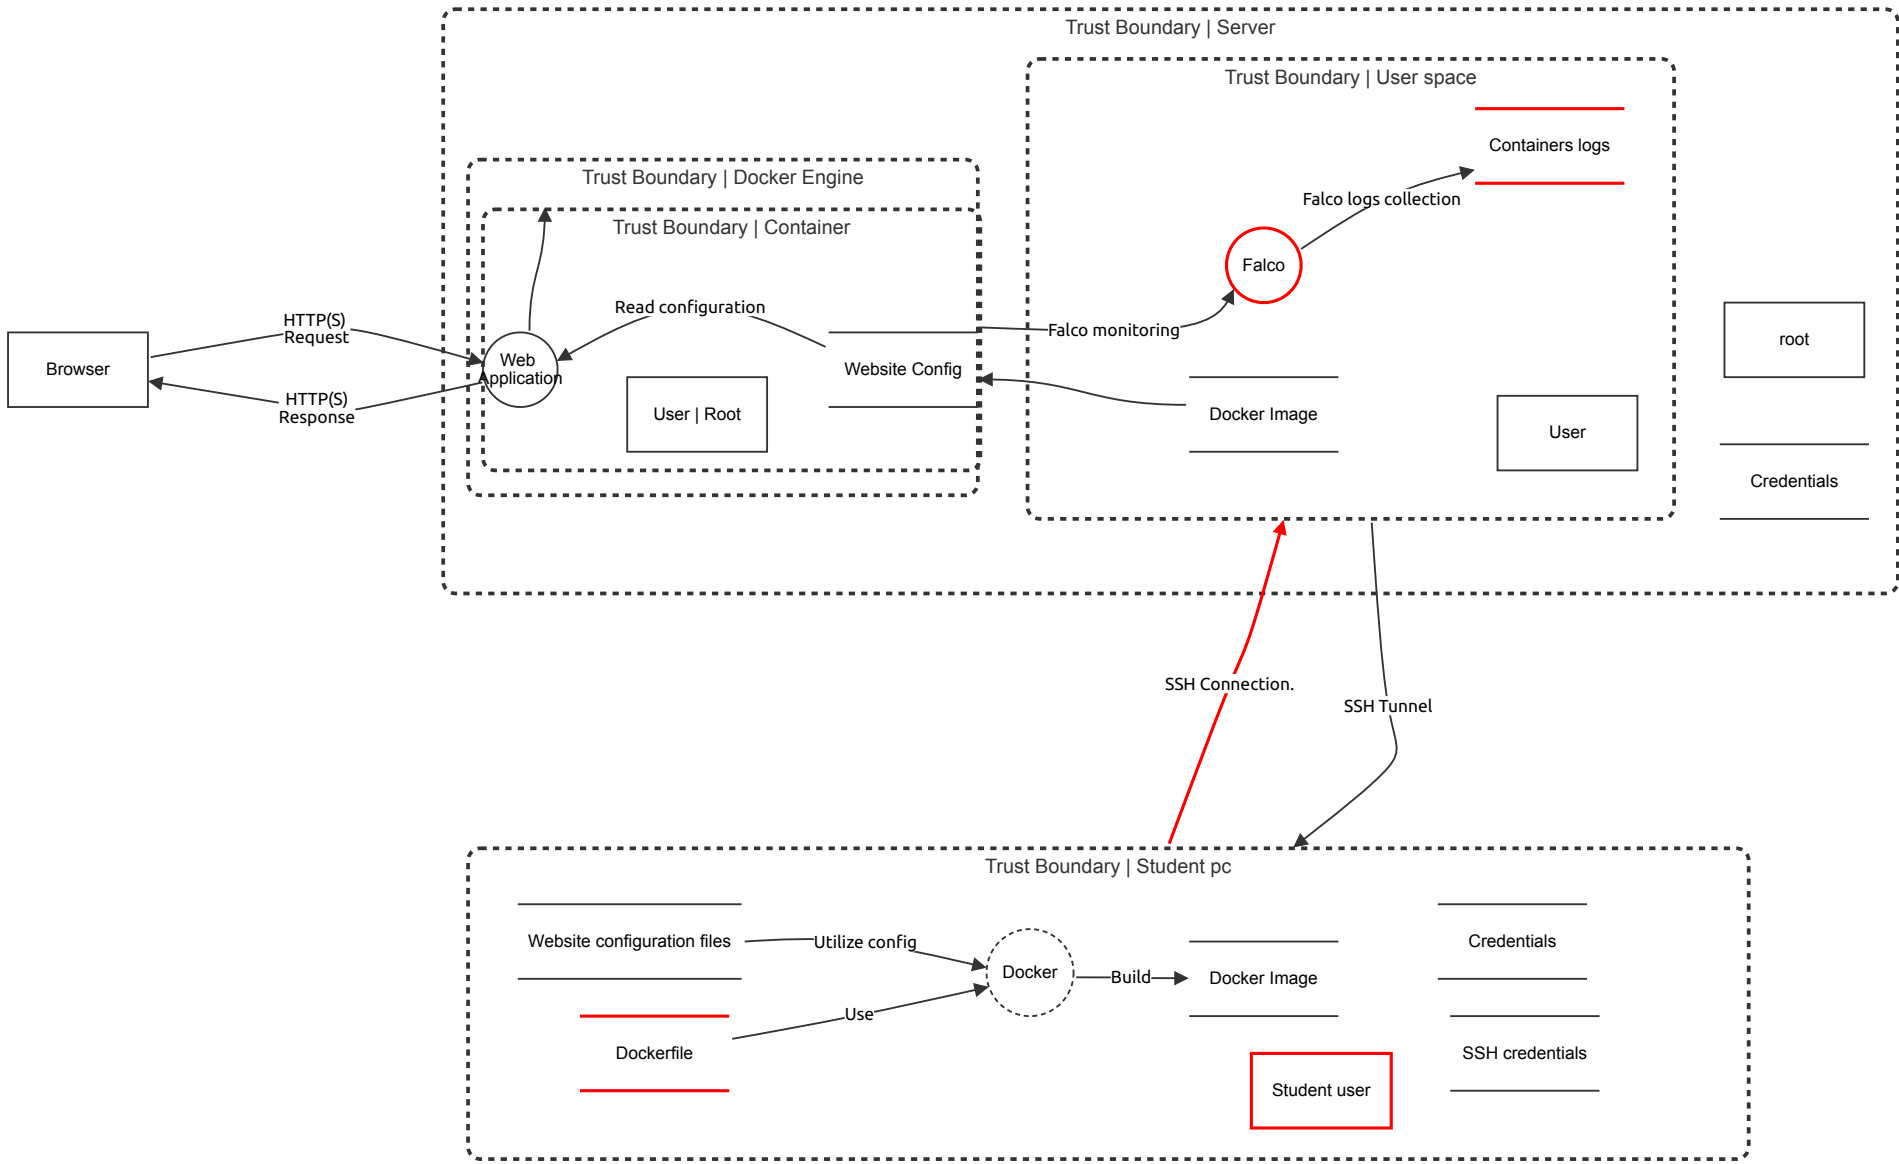 Trust Boundary | Server
Trust Boundary | User space
Containers logs
Trust Boundary | Docker Engine
Falco logs collection
Trust Boundary | Container
Falco
Read configuration
HTTP(S)
Request
Falco monitoring
root
Browser
Web
Application
Website Config
HTTP(S)
Response
User | Root
Docker Image
User
Credentials
SSH Connection.
SSH Tunnel
Trust Boundary | Student pc
Website configuration files
Utilize config
Credentials
Docker
Build
Docker Image
Use
Dockerfile
SSH credentials
Student user